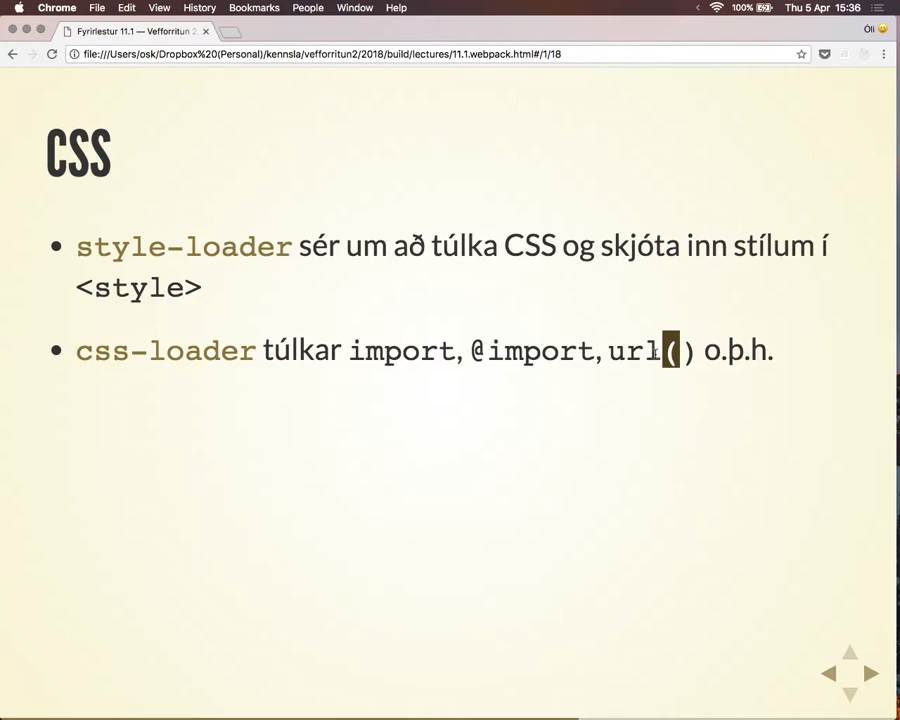 Chrome File Edit View History Bookmarks People Window Help 100% Thu 5 Apr 15:36
Fyrirlestur 11.1 — Vefforritun 2, Óli
file:///Users/osk/Dropbox%20(Personal)/kennsla/vefforritun2/2018/build/lectures/11.1.webpack.html#/1/18
CSS
• style-loader sér um að túlka CSS og skjóta inn stílum í
<style>
• css-loader túlkar import, @import, url() o.þ.h.